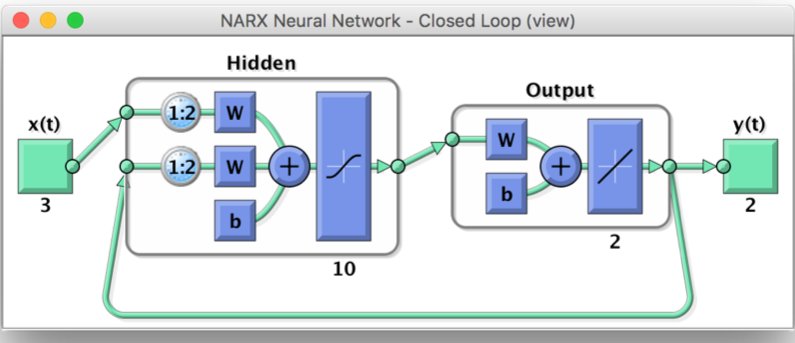 NARX Neural Network - Closed Loop (view)
Hidden
Output
x(t)
1:2
W
W
b
y(t)
3
1:2
W
b
b
2
2
10